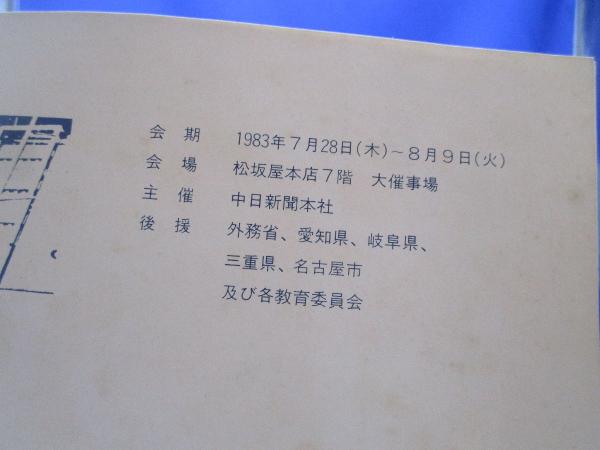 会期 1983年7月28日(木)~8月9日(火)
会場 松坂屋本店7階 大催事場
主催 中日新聞本社
後援 外務省、愛知県、岐阜県、
三重県、名古屋市
及び各教育委員会